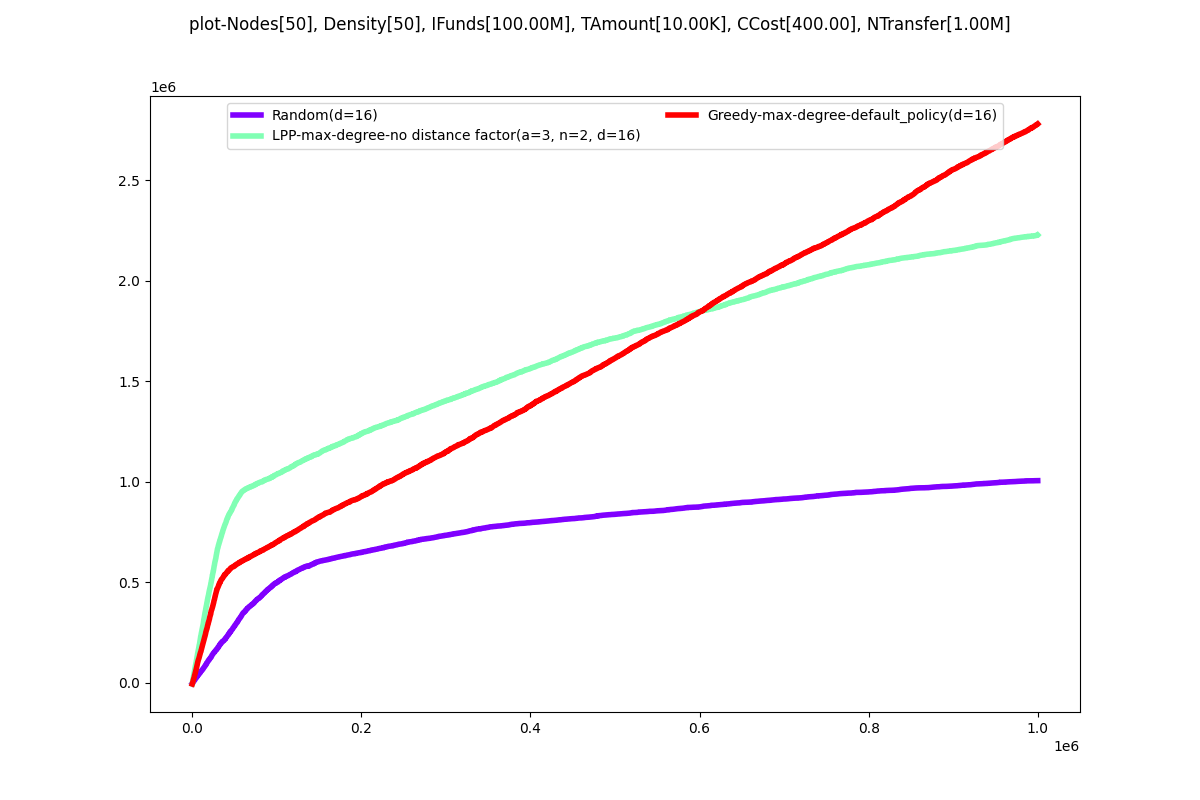 plot-Nodes[50], Density[50], IFunds[100.00M], TAmount[10.00K], CCost[400.00], NTransfer[1.00M]
1e6
Random(d=16)
LPP-max-degree-no distance factor(a=3, n=2, d=16)
Greedy-max-degree-default_policy(d=16)
2.5
2.0
1.5
1.0
0.5
0.0
0.0 0.2 0.4 0.6 0.8 1.0
1e6